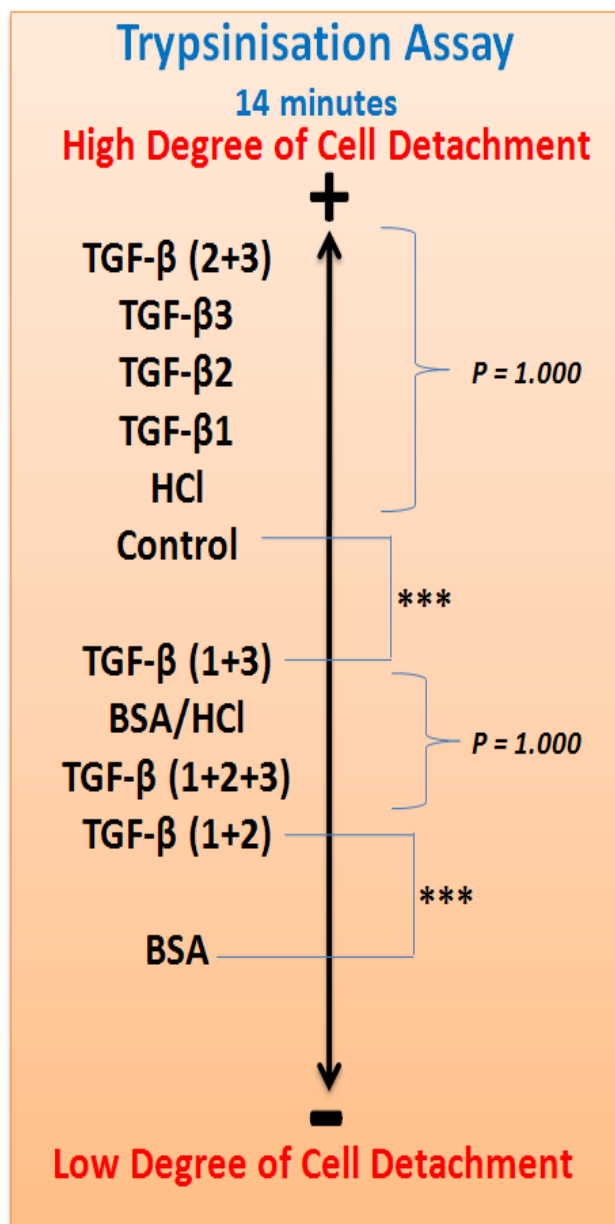 Trypsinisation Assay
14 minutes
High Degree of Cell Detachment
+
TGF-β (2+3)
TGF-β3
TGF-β2
P = 1.000
TGF-β1
HCl
Control
***
TGF-β (1+3)
BSA/HCl
P = 1.000
TGF-β (1+2+3)
TGF-β (1+2)
***
BSA
-
Low Degree of Cell Detachment